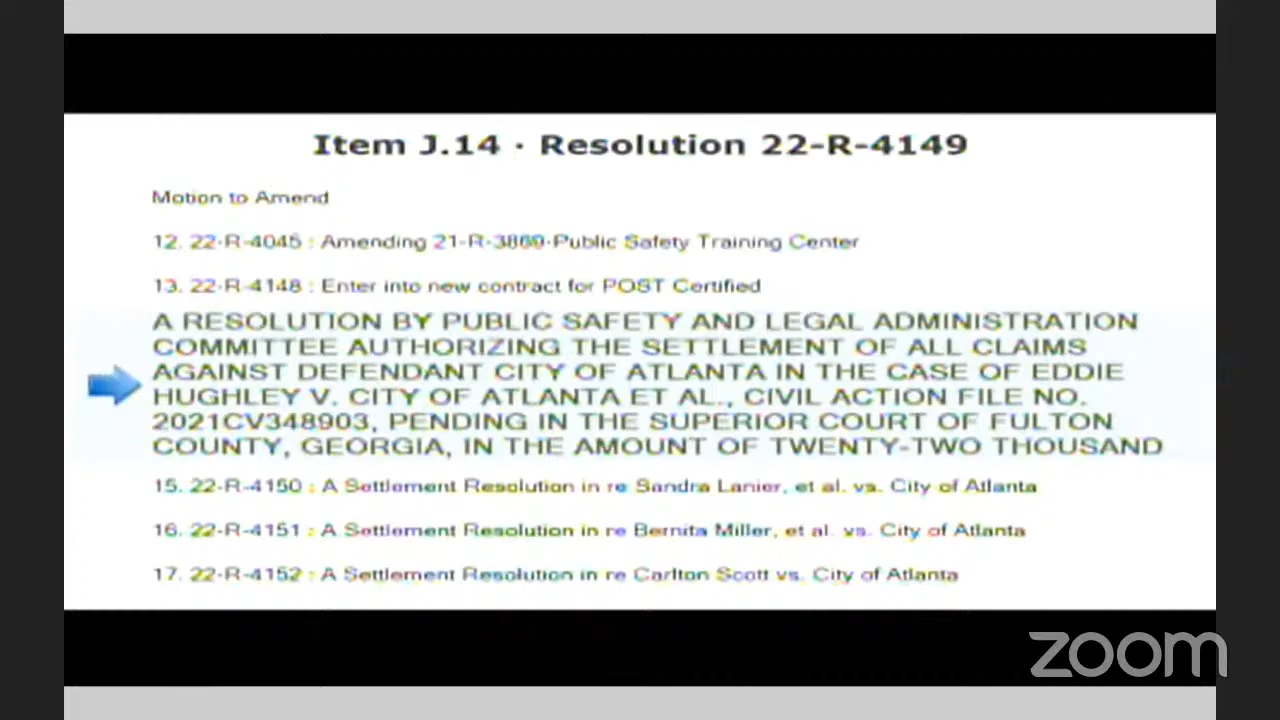 Item J.14 · Resolution 22-R-4149
Motion to Amend
12. 22-R-4045 : Amending 21-R-3869-Public Safety Training Center
13. 22-R-4148 : Enter into new contract for POST Certified
A RESOLUTION BY PUBLIC SAFETY AND LEGAL ADMINISTRATION
COMMITTEE AUTHORIZING THE SETTLEMENT OF ALL CLAIMS
AGAINST DEFENDANT CITY OF ATLANTA IN THE CASE OF EDDIE
HUGHLEY V. CITY OF ATLANTA ET AL., CIVIL ACTION FILE NO.
2021CV348903, PENDING IN THE SUPERIOR COURT OF FULTON
COUNTY, GEORGIA, IN THE AMOUNT OF TWENTY-TWO THOUSAND
15. 22-R-4150 : A Settlement Resolution in re Sandra Lanier, et al. vs. City of Atlanta
16. 22-R-4151 : A Settlement Resolution in re Bernita Miller, et al. vs. City of Atlanta
17. 22-R-4152 : A Settlement Resolution in re Carlton Scott vs. City of Atlanta
zoom